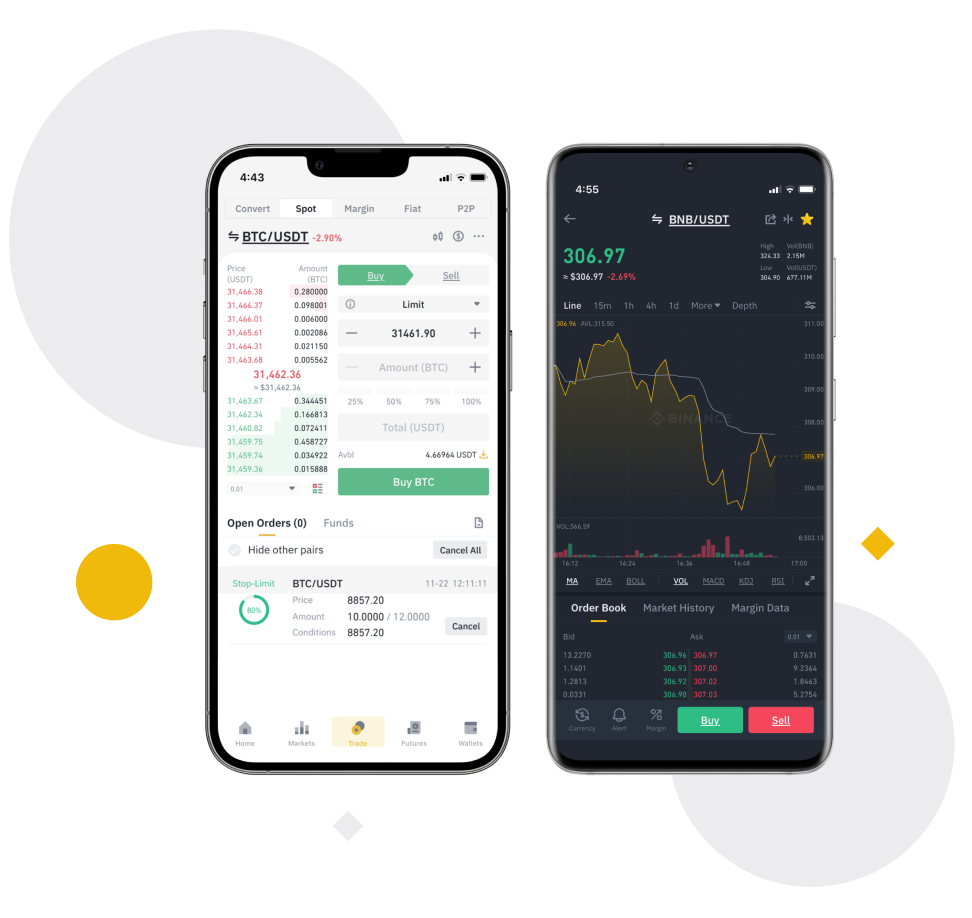 4:43
Convert Spot Margin Fiat P2P
BTC/USDT -2.90%
Price (USDT) Amount (BTC)
31,466.38 0.280000
31,466.37 0.098001
31,466.01 0.006000
31,465.61 0.002086
31,464.31 0.021150
31,463.68 0.005562
31,462.36
≈ $31,462.36
31,463.67 0.344451
31,462.34 0.166813
31,460.82 0.072411
31,459.75 0.458727
31,459.74 0.034922
31,459.36 0.015888
0.01
Buy Sell
Limit
— 31461.90 +
— Amount (BTC) +
25% 50% 75% 100%
Total (USDT)
Avbl 4.66964 USDT
Buy BTC
Open Orders (0) Funds
Hide other pairs Cancel All
Stop-Limit BTC/USDT 11-22 12:11:11
80%
Price 8857.20
Amount 10.0000 / 12.0000
Conditions 8857.20
Cancel
Home Markets Trade Futures Wallets
4:55
BNB/USDT
306.97
≈ $306.97 -2.69%
High Vol(BNB)
324.33 2.15M
Low Vol(USDT)
304.90 677.11M
Line 15m 1h 4h 1d More Depth
306.96 AVL:315.50
311.00
310.00
309.00
308.00
BINANCE
306.97
306.00
VOL:366.59
8,503.13
16:12 16:24 16:36 16:48 17:00
MA EMA BOLL VOL MACD KDJ RSI
Order Book Market History Margin Data
Bid Ask 0.01
13.2270 306.96 306.97 0.7631
1.1401 306.93 307.00 9.2364
1.2813 306.92 307.02 1.8463
0.0331 306.90 307.03 5.2754
Currency Alert Margin Buy Sell